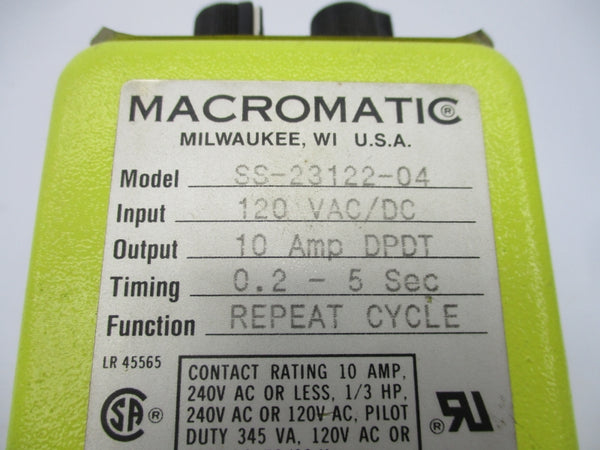 MACROMATIC®
MILWAUKEE, WI U.S.A.
Model SS-23122-04
Input 120 VAC/DC
Output 10 Amp DPDT
Timing 0.2 - 5 Sec
Function REPEAT CYCLE
LR 45565
CONTACT RATING 10 AMP,
240V AC OR LESS, 1/3 HP,
240V AC OR 120V AC, PILOT
DUTY 345 VA, 120V AC OR
SA ®
® RU